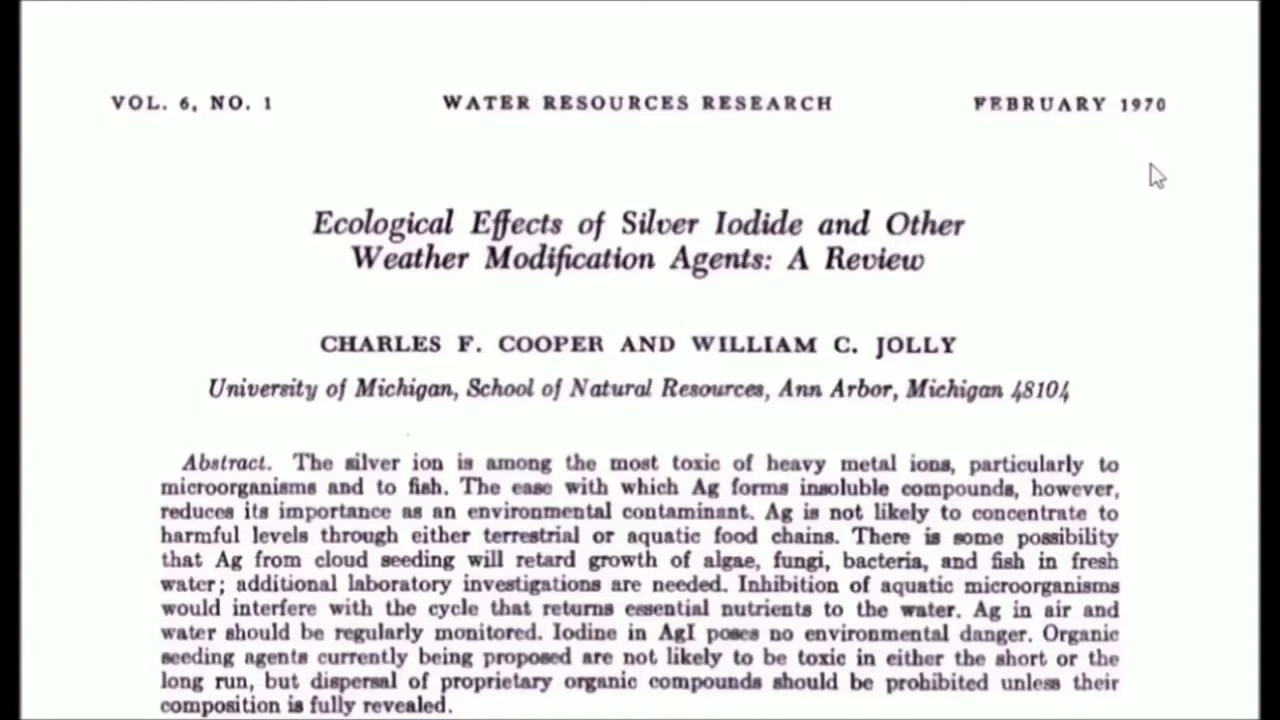 VOL. 6, NO. 1 WATER RESOURCES RESEARCH FEBRUARY 1970
Ecological Effects of Silver Iodide and Other
Weather Modification Agents: A Review
CHARLES F. COOPER AND WILLIAM C. JOLLY
University of Michigan, School of Natural Resources, Ann Arbor, Michigan 48104
Abstract. The silver ion is among the most toxic of heavy metal ions, particularly to
microorganisms and to fish. The ease with which Ag forms insoluble compounds, however,
reduces its importance as an environmental contaminant. Ag is not likely to concentrate to
harmful levels through either terrestrial or aquatic food chains. There is some possibility
that Ag from cloud seeding will retard growth of algae, fungi, bacteria, and fish in fresh
water; additional laboratory investigations are needed. Inhibition of aquatic microorganisms
would interfere with the cycle that returns essential nutrients to the water. Ag in air and
water should be regularly monitored. Iodine in AgI poses no environmental danger. Organic
seeding agents currently being proposed are not likely to be toxic in either the short or the
long run, but dispersal of proprietary organic compounds should be prohibited unless their
composition is fully revealed.